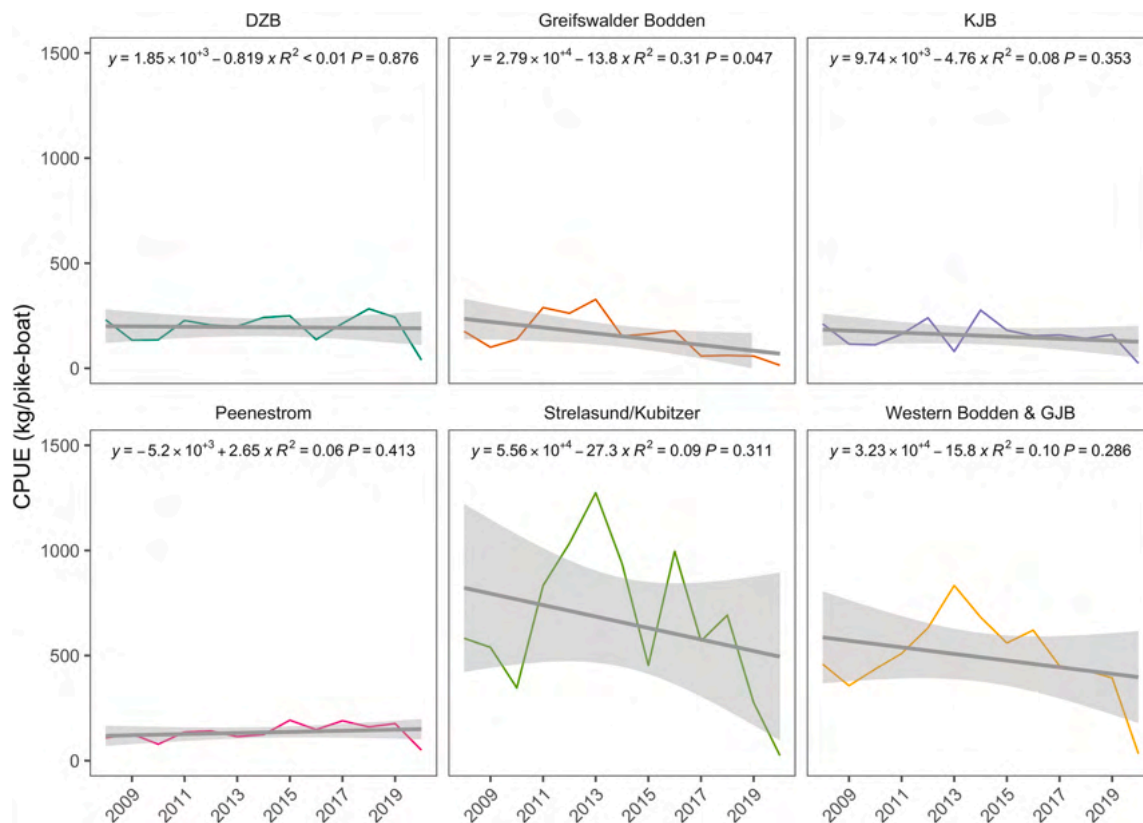 DZB Greifswalder Bodden KJB
1500 y = 1.85 × 10⁺³ − 0.819 x R² < 0.01 P = 0.876 y = 2.79 × 10⁺⁴ − 13.8 x R² = 0.31 P = 0.047 y = 9.74 × 10⁺³ − 4.76 x R² = 0.08 P = 0.353
1000
500
0
CPUE (kg/pike-boat)
Peenestrom Strelasund/Kubitzer Western Bodden & GJB
1500 y = −5.2 × 10⁺³ + 2.65 x R² = 0.06 P = 0.413 y = 5.56 × 10⁺⁴ − 27.3 x R² = 0.09 P = 0.311 y = 3.23 × 10⁺⁴ − 15.8 x R² = 0.10 P = 0.286
1000
500
0
2009 2011 2013 2015 2017 2019 2009 2011 2013 2015 2017 2019 2009 2011 2013 2015 2017 2019